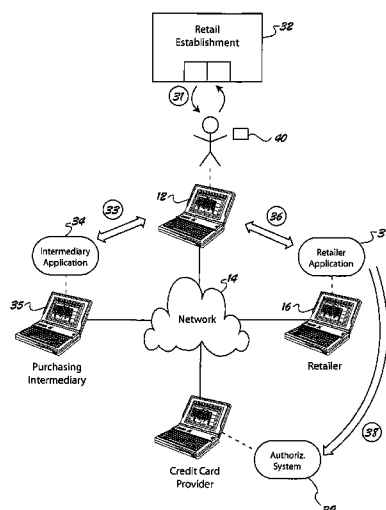 Retail
Establishment
32
31
40
12
34
33
36
Intermediary
Application
Retailer
Application
35
14
16
Network
Purchasing
Intermediary
Retailer
38
Credit Card
Provider
Authoriz.
System